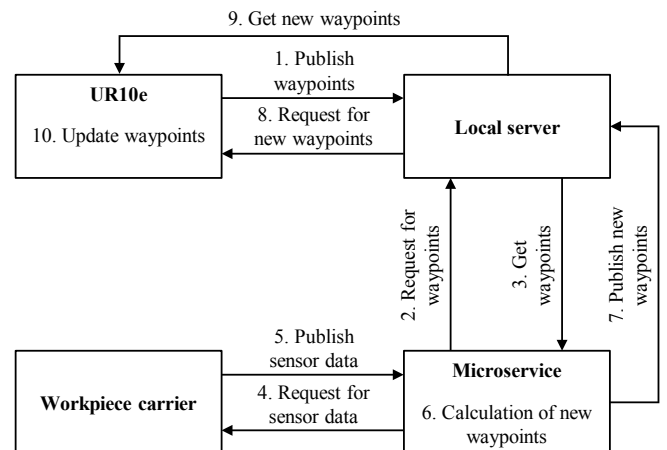 9. Get new waypoints
1. Publish
waypoints
UR10e
10. Update waypoints
8. Request for
new waypoints
Local server
2. Request for
waypoints
3. Get
waypoints
7. Publish new
waypoints
5. Publish
sensor data
Workpiece carrier
4. Request for
sensor data
Microservice
6. Calculation of new
waypoints